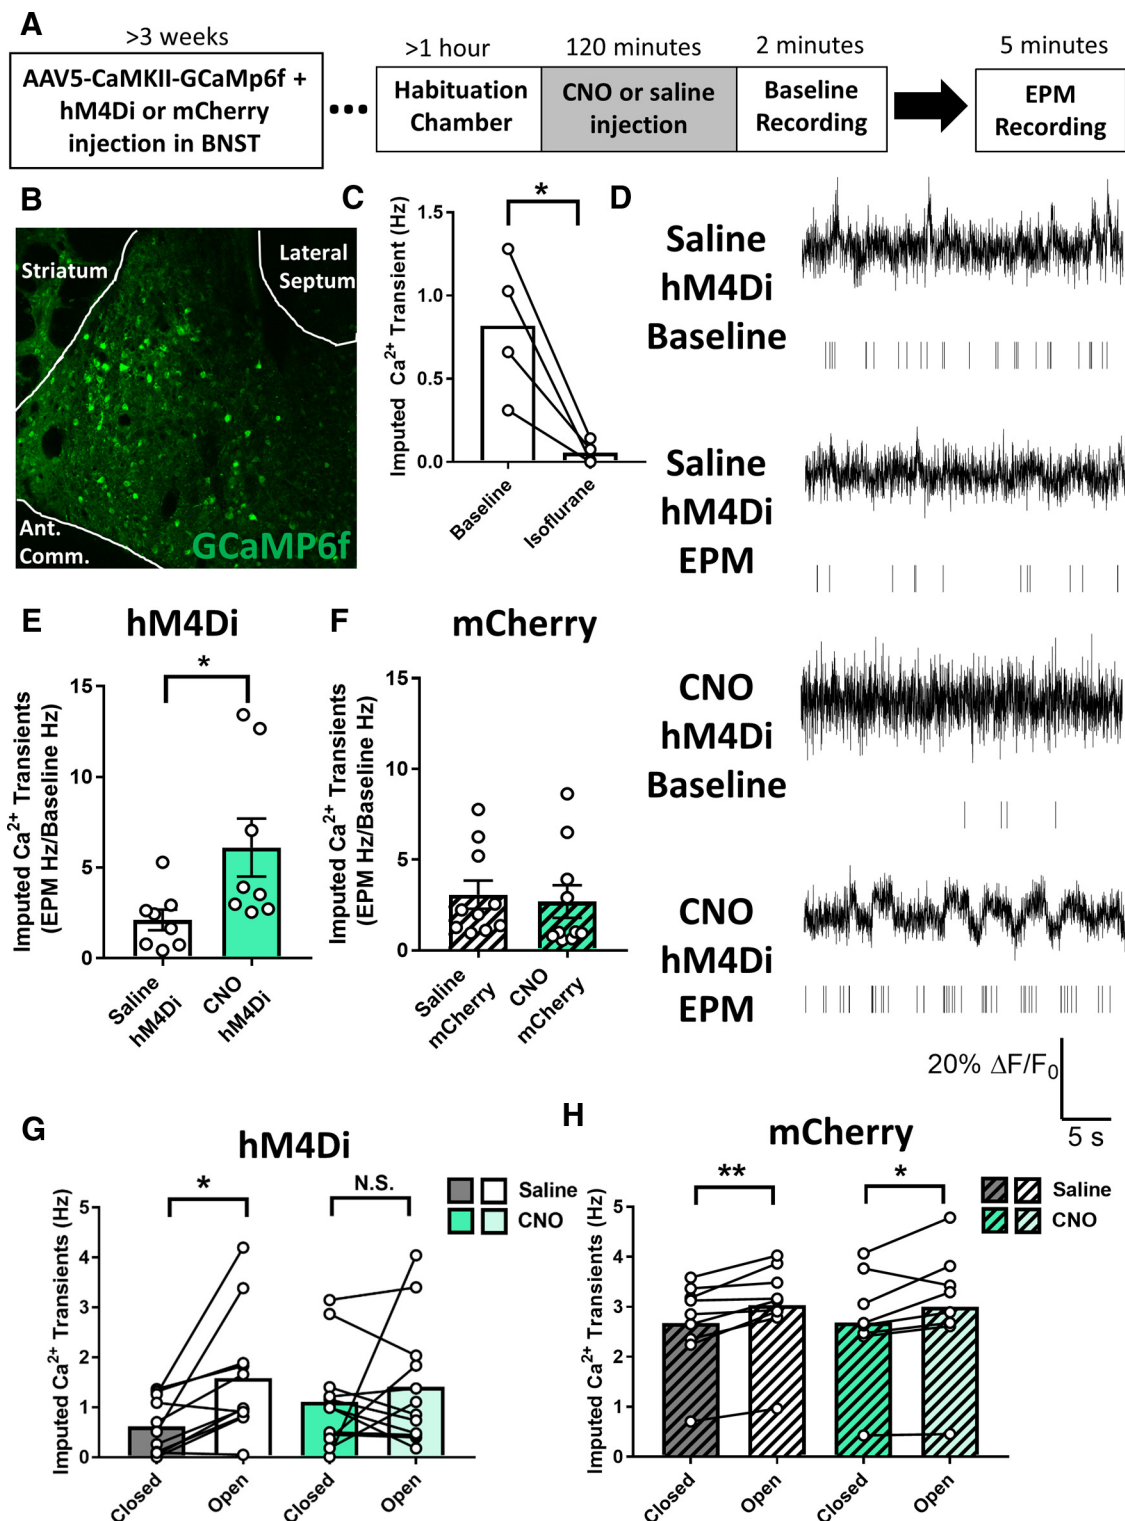 A
>3 weeks
AAV5-CaMKII-GCaMp6f +
hM4Di or mCherry
injection in BNST
•••
>1 hour
Habituation
Chamber
120 minutes
CNO or saline
injection
2 minutes
Baseline
Recording
5 minutes
EPM
Recording
B
Striatum
Lateral
Septum
Ant.
Comm.
GCaMP6f
C
Imputed Ca²⁺ Transient (Hz)
1.5
1.0
0.5
0.0
*
Baseline
Isoflurane
D
Saline
hM4Di
Baseline
Saline
hM4Di
EPM
CNO
hM4Di
Baseline
CNO
hM4Di
EPM
20% ΔF/F₀
5 s
E
hM4Di
Imputed Ca²⁺ Transients
(EPM Hz/Baseline Hz)
15
10
5
0
*
Saline
hM4Di
CNO
hM4Di
F
mCherry
Imputed Ca²⁺ Transients
(EPM Hz/Baseline Hz)
15
10
5
0
Saline
mCherry
CNO
mCherry
G
hM4Di
Imputed Ca²⁺ Transients (Hz)
5
4
3
2
1
0
*
N.S.
Saline
CNO
Closed
Open
Closed
Open
H
mCherry
Imputed Ca²⁺ Transients (Hz)
5
4
3
2
1
0
**
*
Saline
CNO
Closed
Open
Closed
Open